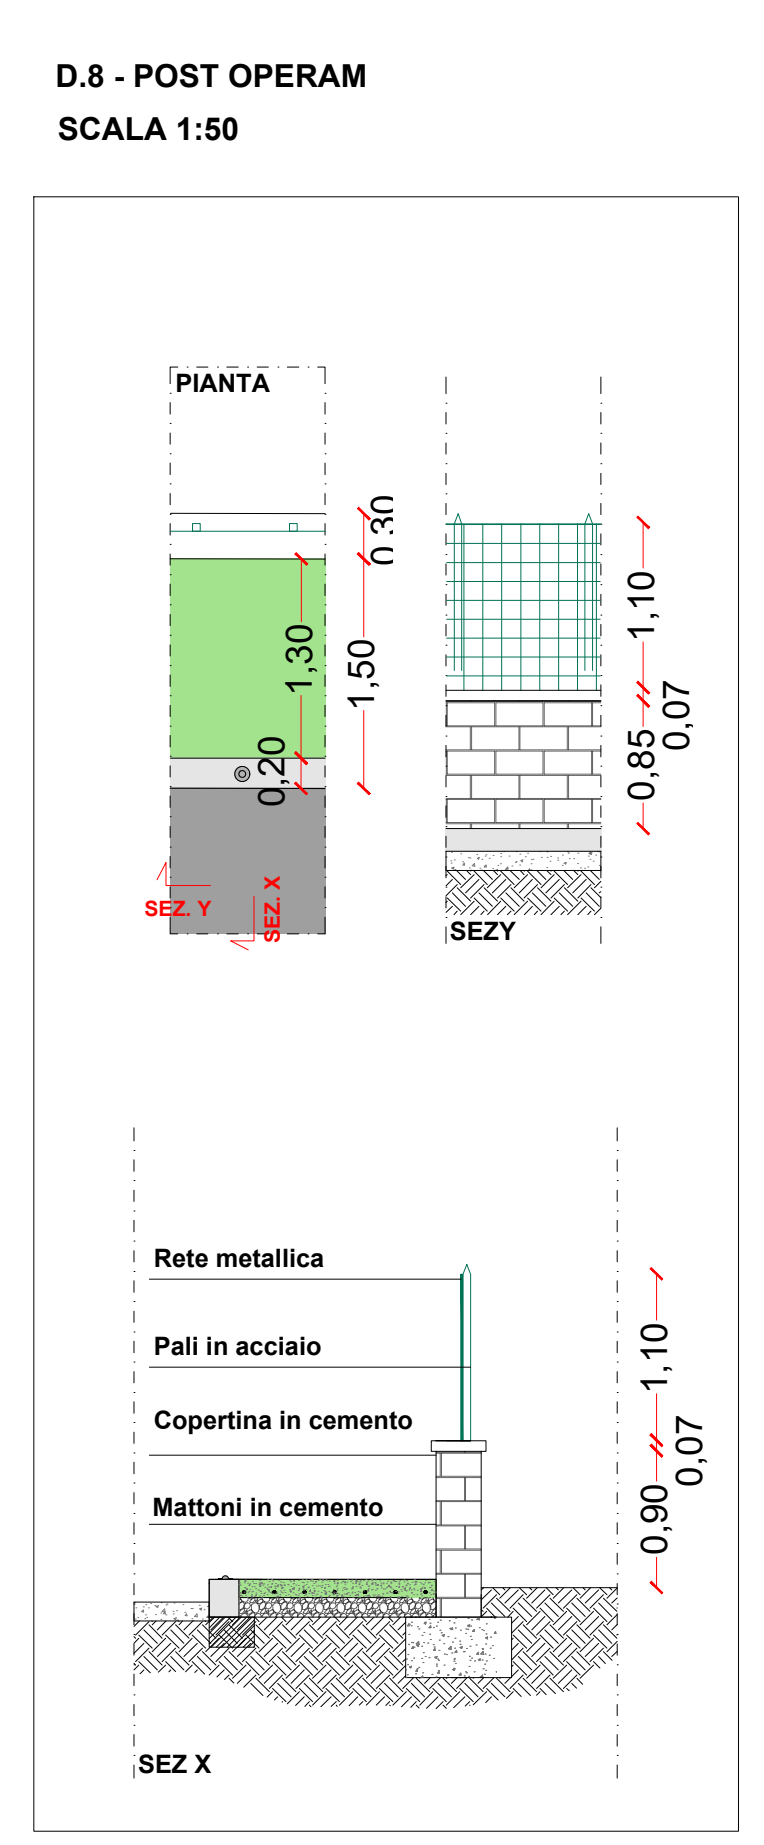 D.8 - POST OPERAM
SCALA 1:50
PIANTA
0,30
1,30
1,50
0,20
SEZ. Y
SEZ. X
1,10
0,07
0,85
SEZY
Rete metallica
Pali in acciaio
Copertina in cemento
Mattoni in cemento
1,10
0,07
0,90
SEZ X